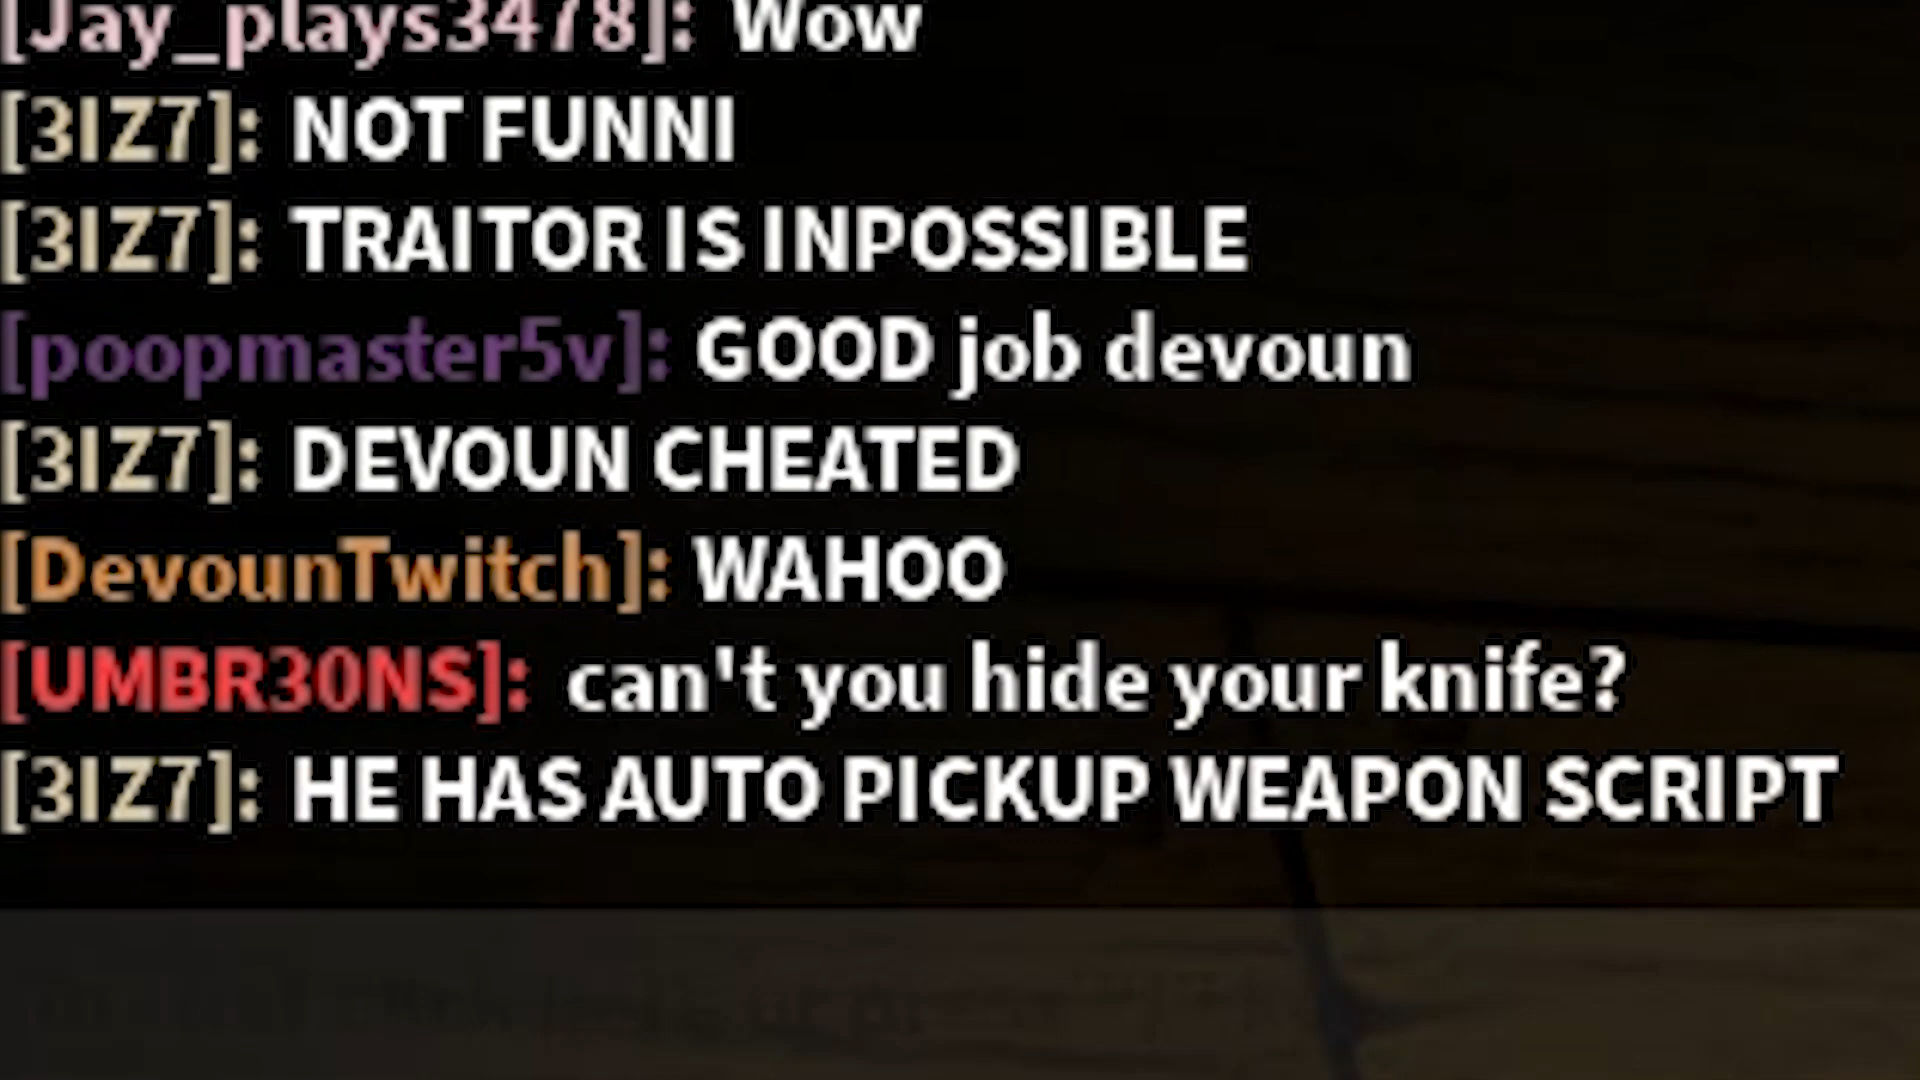 [Jay_plays3478]: Wow
[3IZ7]: NOT FUNNI
[3IZ7]: TRAITOR IS INPOSSIBLE
[poopmaster5v]: GOOD job devoun
[3IZ7]: DEVOUN CHEATED
[DevounTwitch]: WAHOO
[UMBR30NS]: can't you hide your knife?
[3IZ7]: HE HAS AUTO PICKUP WEAPON SCRIPT